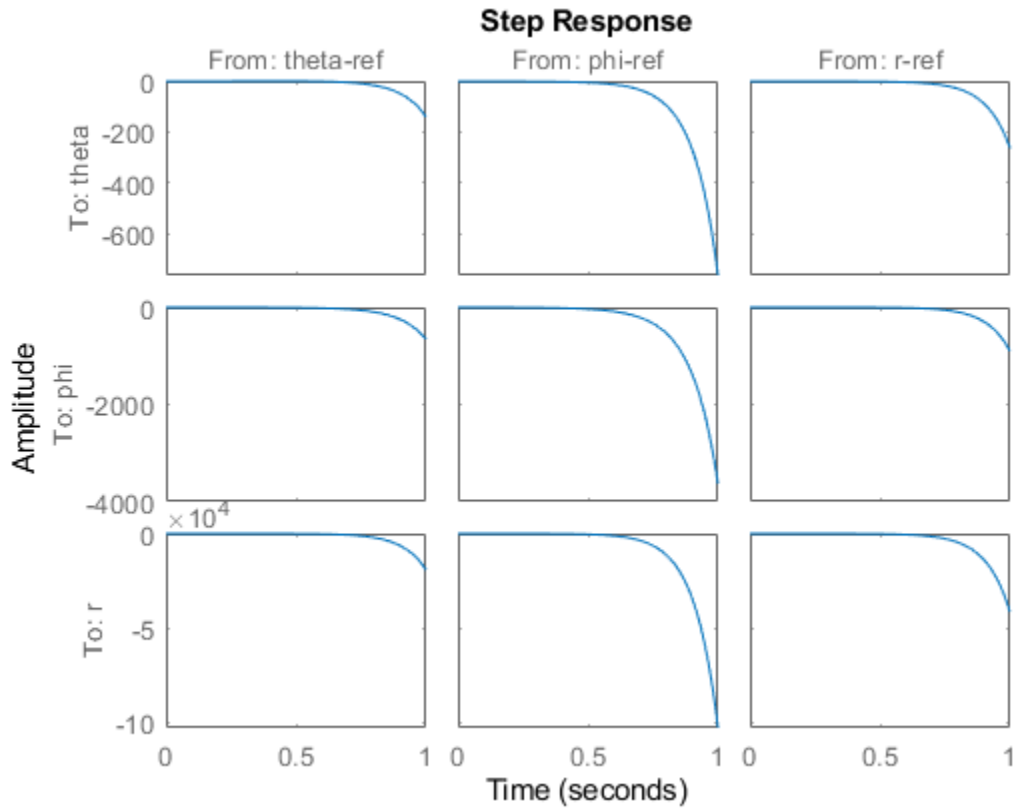 Step Response
From: theta-ref From: phi-ref From: r-ref
0
-200
-400
-600
To: theta
0
-2000
-4000
To: phi
Amplitude
×10^4
0
-5
-10
To: r
0 0.5 1 0 0.5 1 0 0.5 1
Time (seconds)